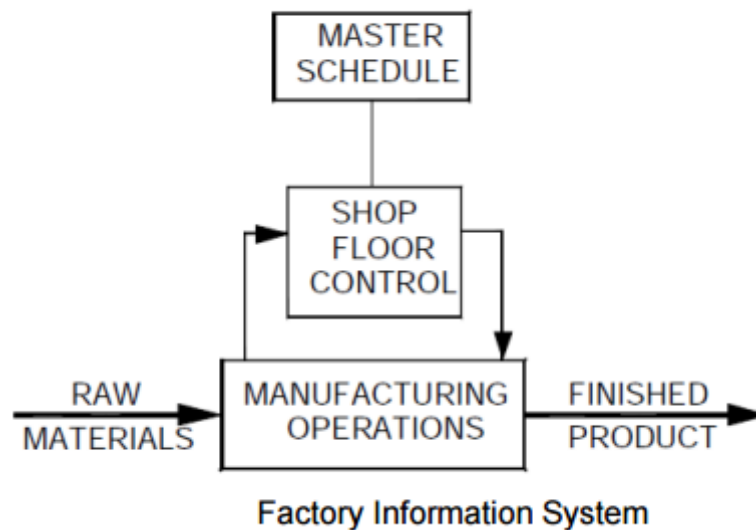 MASTER
SCHEDULE
SHOP
FLOOR
CONTROL
RAW
MATERIALS
MANUFACTURING
OPERATIONS
FINISHED
PRODUCT
Factory Information System